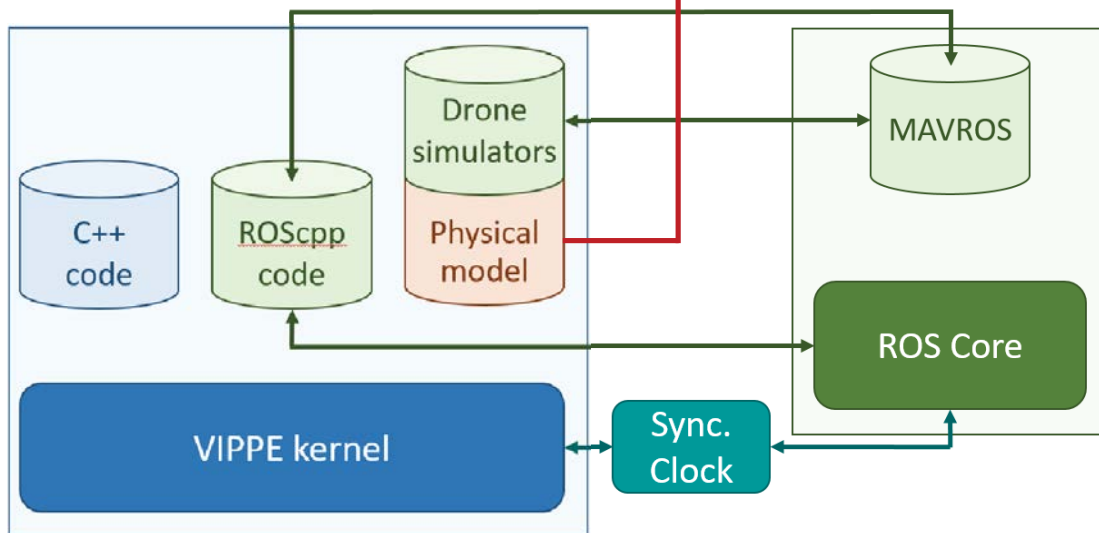 Drone
simulators
MAVROS
C++
code
ROScpp
code
Physical
model
ROS Core
VIPPE kernel
Sync.
Clock